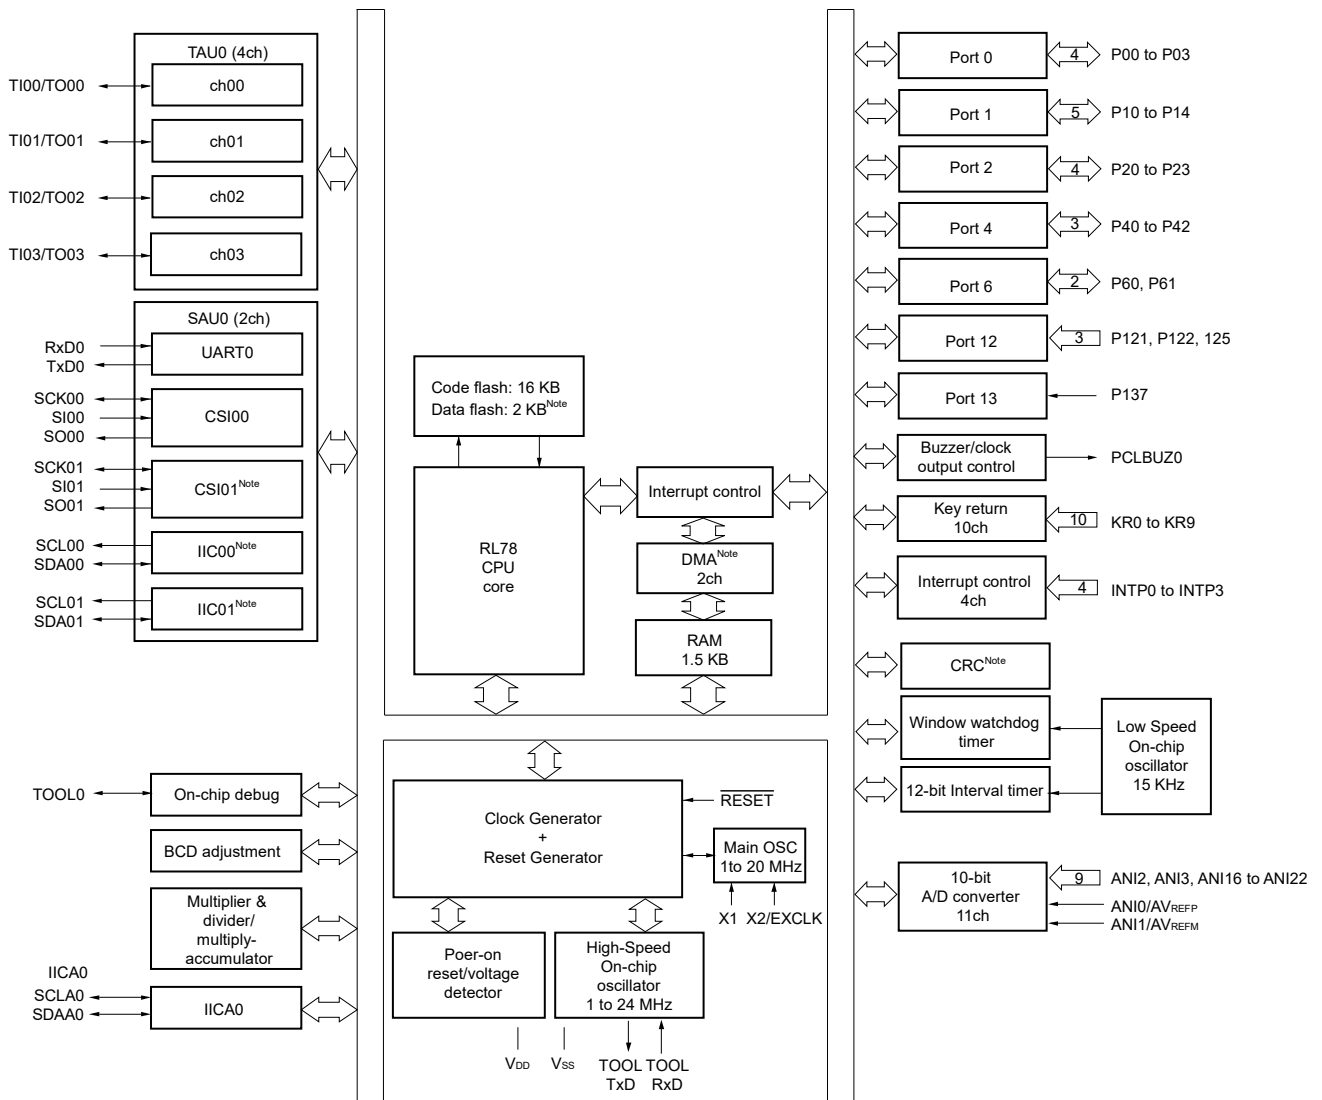 TAU0 (4ch)
TI00/TO00
ch00
TI01/TO01
ch01
TI02/TO02
ch02
TI03/TO03
ch03
SAU0 (2ch)
RxD0
TxD0
UART0
SCK00
SI00
SO00
CSI00
SCK01
SI01
SO01
CSI01Note
SCL00
SDA00
IIC00Note
SCL01
SDA01
IIC01Note
TOOL0
On-chip debug
BCD adjustment
Multiplier &
divider/
multiply-
accumulator
IICA0
SCLA0
SDAA0
IICA0
Code flash: 16 KB
Data flash: 2 KBNote
RL78
CPU
core
Interrupt control
DMANote
2ch
RAM
1.5 KB
Clock Generator
+
Reset Generator
RESET
Main OSC
1to 20 MHz
X1 X2/EXCLK
Poer-on
reset/voltage
detector
High-Speed
On-chip
oscillator
1 to 24 MHz
VDD
VSS
TOOL
TxD
TOOL
RxD
Port 0
4
P00 to P03
Port 1
5
P10 to P14
Port 2
4
P20 to P23
Port 4
3
P40 to P42
Port 6
2
P60, P61
Port 12
3
P121, P122, 125
Port 13
P137
Buzzer/clock
output control
PCLBUZ0
Key return
10ch
10
KR0 to KR9
Interrupt control
4ch
4
INTP0 to INTP3
CRCNote
Window watchdog
timer
12-bit Interval timer
Low Speed
On-chip
oscillator
15 KHz
10-bit
A/D converter
11ch
9
ANI2, ANI3, ANI16 to ANI22
ANI0/AVREFP
ANI1/AVREFM